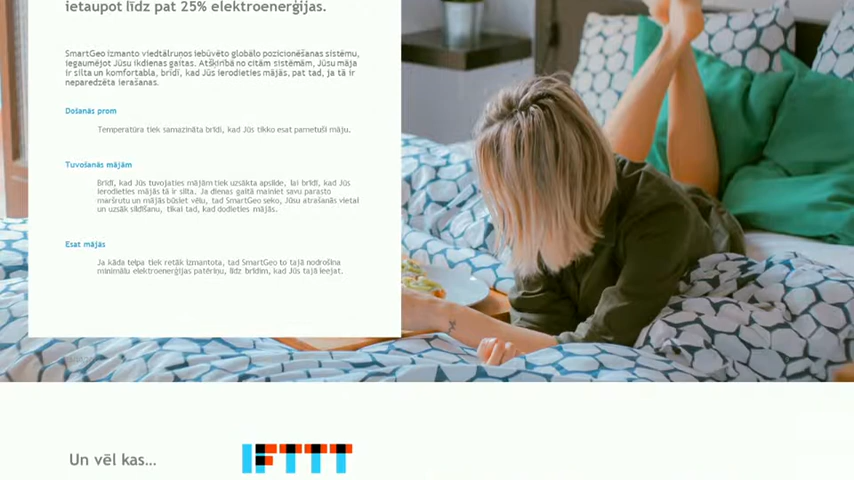 ietaupot līdz pat 25% elektroenerģijas.
SmartGeo izmanto viedtālruņos iebūvēto globālo pozicionēšanas sistēmu,
iegaumējot Jūsu ikdienas gaitas. Atšķirībā no citām sistēmām, Jūsu māja
ir silta un komfortabla, brīdī, kad Jūs ierodieties mājās, pat tad, ja tā ir
neparedzēta ierašanās.
Došanās prom
Temperatūra tiek samazināta brīdī, kad Jūs tikko esat pametuši māju.
Tuvošanās mājām
Brīdī, kad Jūs tuvojaties mājām tiek uzsākta apsilde, lai brīdī, kad Jūs
ierodieties mājās tā ir silta. Ja dienas gaitā mainiet savu parasto
maršrutu un mājās būsiet vēlu, tad SmartGeo seko, Jūsu atrašanās vietai
un uzsāk sildīšanu, tikai tad, kad dodieties mājās.
Esat mājās
Ja kāda telpa tiek retāk izmantota, tad SmartGeo to tajā nodrošina
minimālu elektroenerģijas patēriņu, līdz brīdim, kad Jūs tajā ieejat.
Un vēl kas...
IFTTT